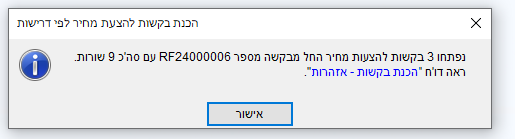 הכנת בקשות להצעת מחיר לפי דרישות
נפתחו 3 בקשות להצעות מחיר החל מבקשה מספר RF24000006 עם סה"כ 9 שורות.
ראה דו"ח "הכנת בקשות - אזהרות".
אישור